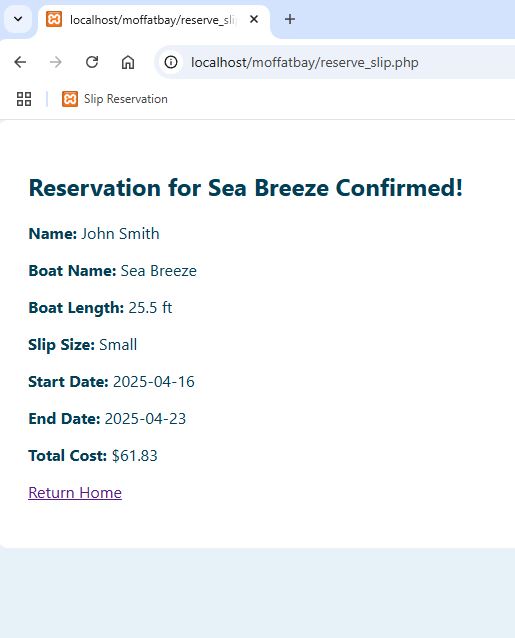 localhost/moffatbay/reserve_sli
localhost/moffatbay/reserve_slip.php
Slip Reservation
Reservation for Sea Breeze Confirmed!
Name: John Smith
Boat Name: Sea Breeze
Boat Length: 25.5 ft
Slip Size: Small
Start Date: 2025-04-16
End Date: 2025-04-23
Total Cost: $61.83
Return Home